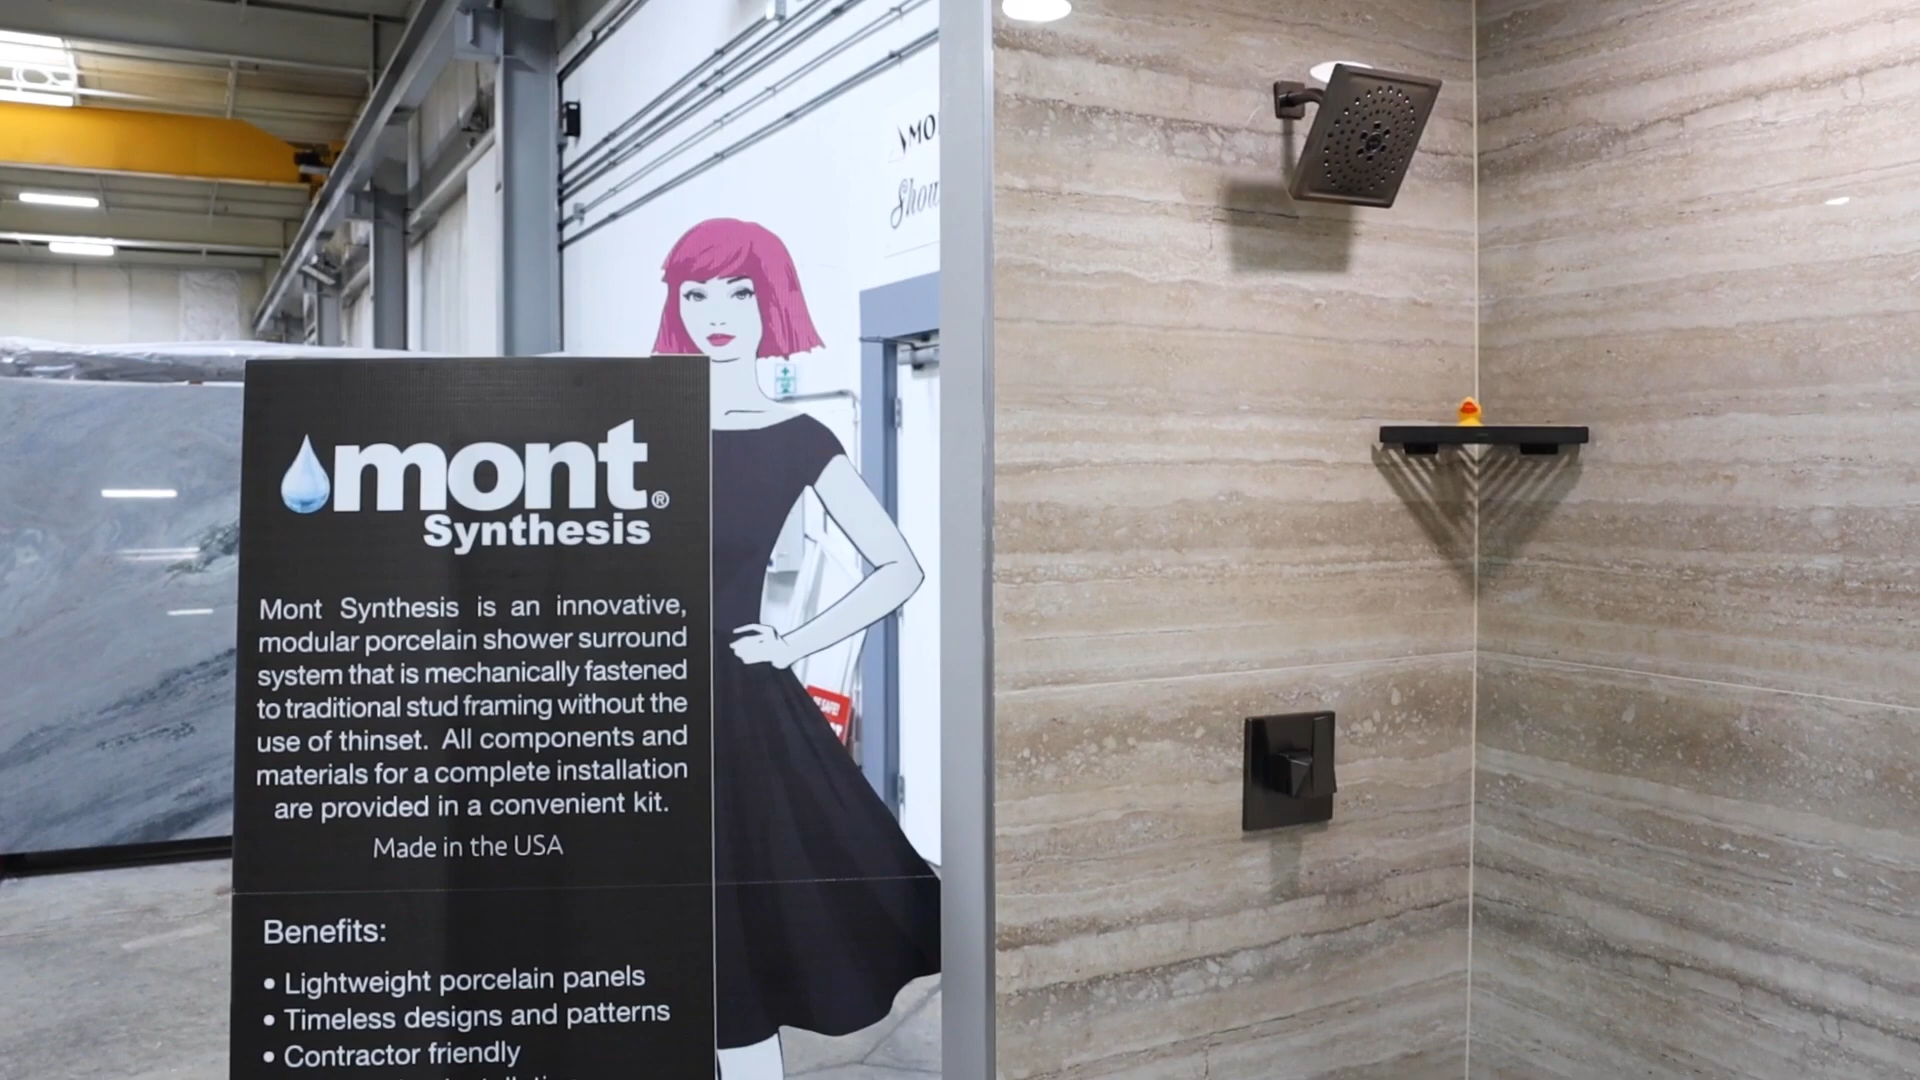 mont®
Synthesis
Mont Synthesis is an innovative,
modular porcelain shower surround
system that is mechanically fastened
to traditional stud framing without the
use of thinset. All components and
materials for a complete installation
are provided in a convenient kit.
Made in the USA
Benefits:
• Lightweight porcelain panels
• Timeless designs and patterns
• Contractor friendly